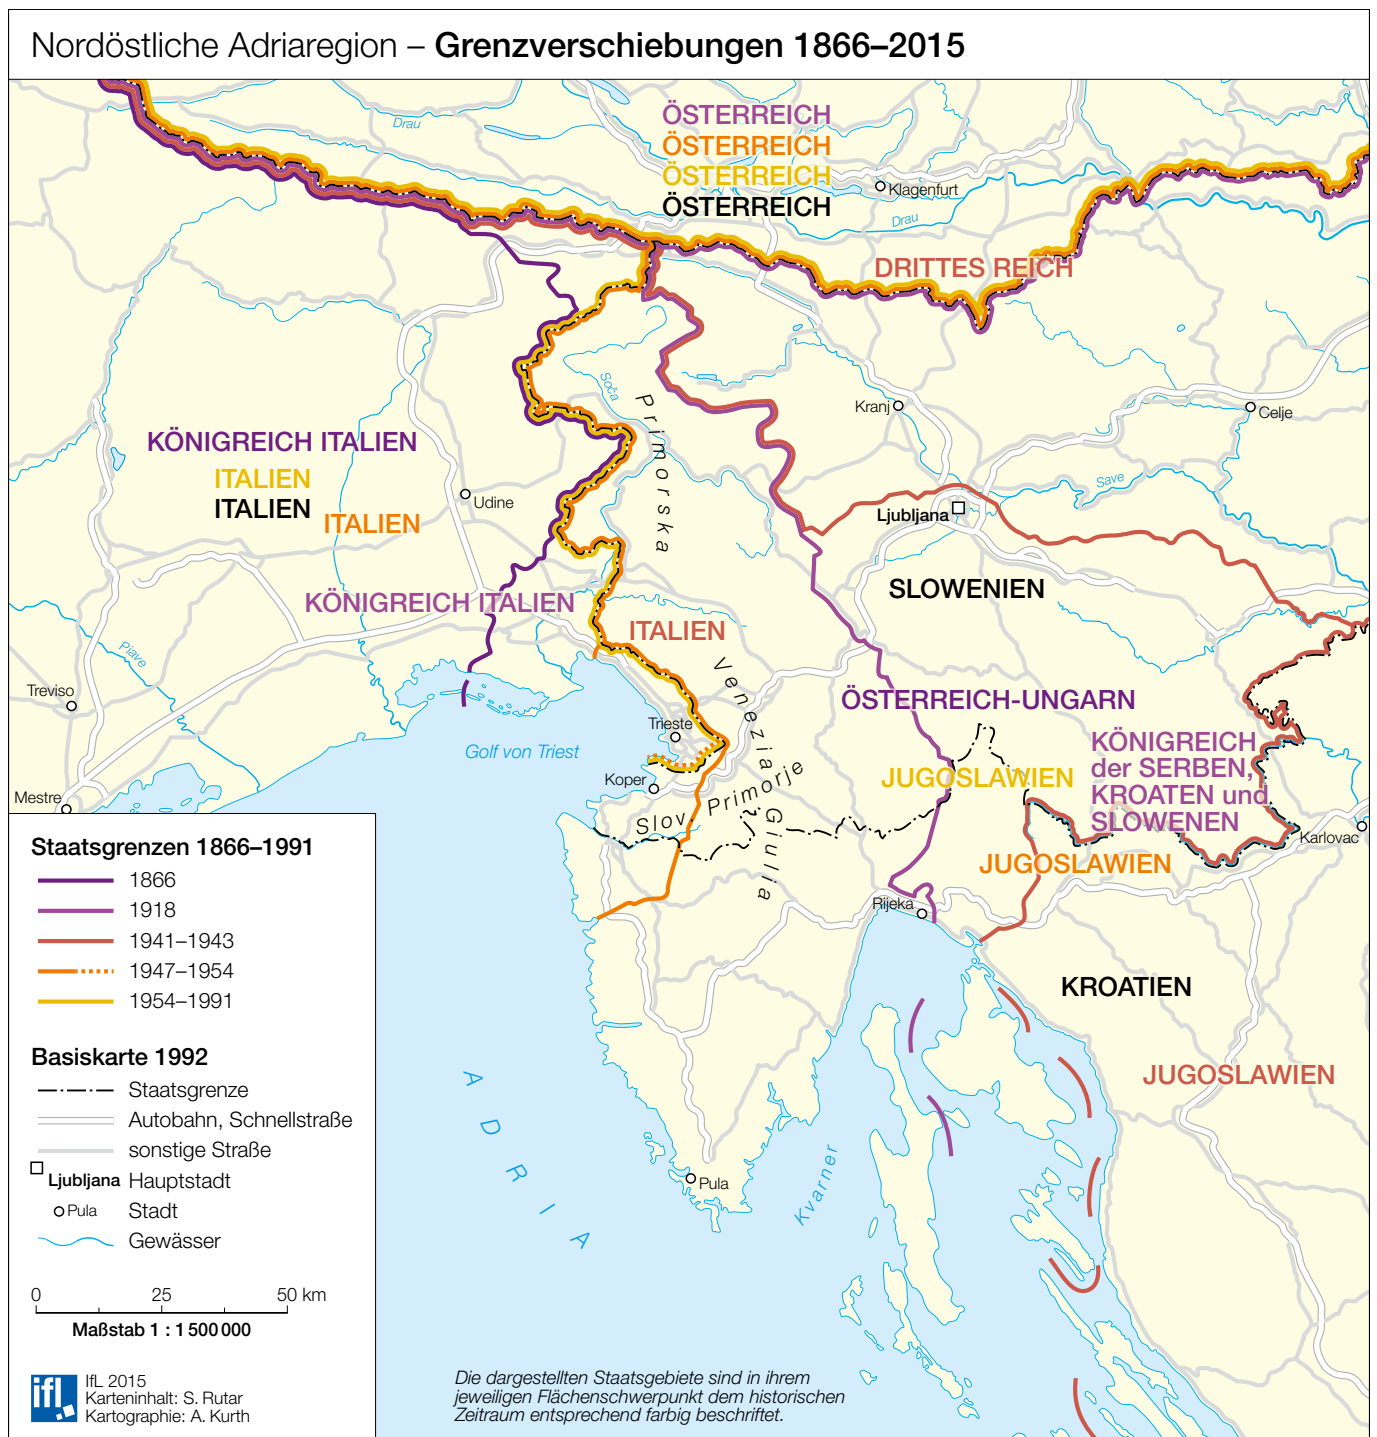 Nordöstliche Adriaregion – Grenzverschiebungen 1866–2015
Drau
ÖSTERREICH
ÖSTERREICH
ÖSTERREICH
ÖSTERREICH
Klagenfurt
Drau
DRITTES REICH
Soča
Primorska
Kranj
Celje
KÖNIGREICH ITALIEN
ITALIEN
ITALIEN
ITALIEN
Udine
Save
Ljubljana
SLOWENIEN
KÖNIGREICH ITALIEN
ITALIEN
Piave
Treviso
Venezia Giulia
ÖSTERREICH-UNGARN
Trieste
Golf von Triest
KÖNIGREICH
der SERBEN,
KROATEN und
SLOWENEN
JUGOSLAWIEN
Koper
Slov. Primorje
Mestre
Karlovac
JUGOSLAWIEN
Rijeka
KROATIEN
JUGOSLAWIEN
ADRIA
Kvarner
Pula
Staatsgrenzen 1866–1991
1866
1918
1941–1943
1947–1954
1954–1991
Basiskarte 1992
Staatsgrenze
Autobahn, Schnellstraße
sonstige Straße
Ljubljana Hauptstadt
Pula Stadt
Gewässer
0 25 50 km
Maßstab 1 : 1 500 000
ifl
IfL 2015
Karteninhalt: S. Rutar
Kartographie: A. Kurth
Die dargestellten Staatsgebiete sind in ihrem
jeweiligen Flächenschwerpunkt dem historischen
Zeitraum entsprechend farbig beschriftet.